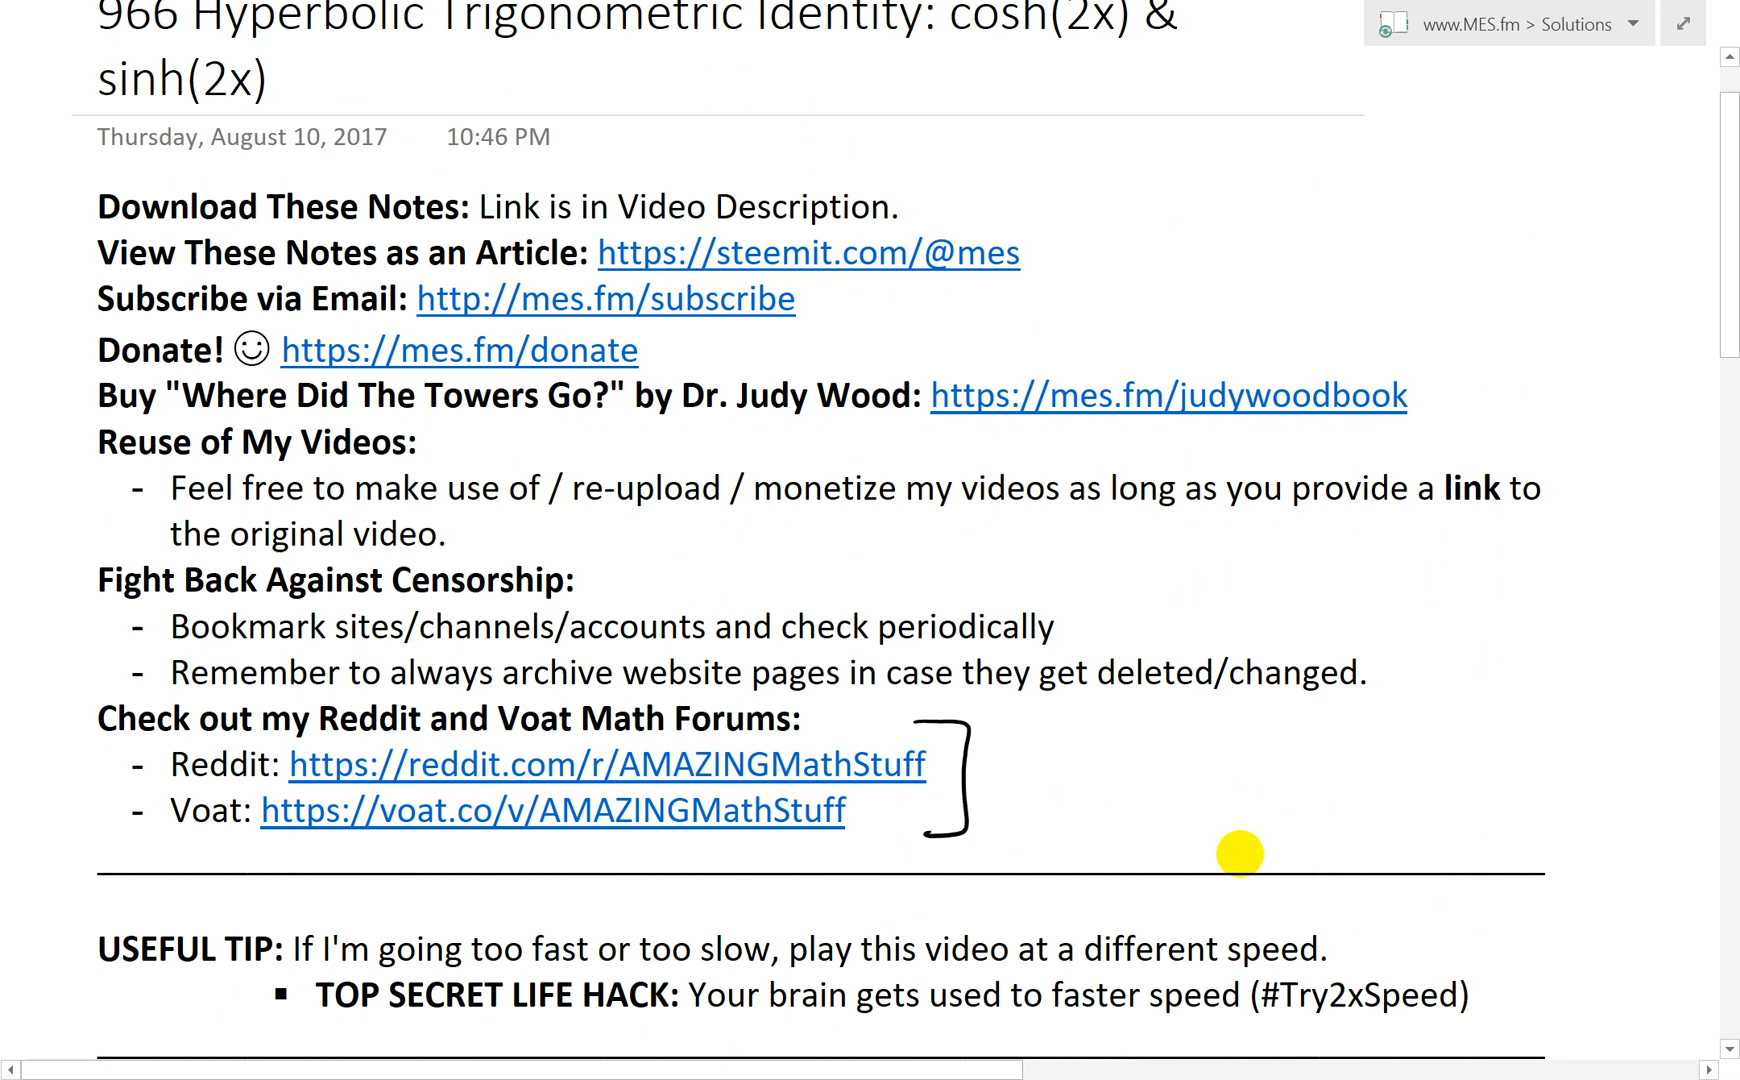 966 Hyperbolic Trigonometric Identity: cosh(2x) &
sinh(2x)
www.MES.fm > Solutions
Thursday, August 10, 2017 10:46 PM
Download These Notes: Link is in Video Description.
View These Notes as an Article: https://steemit.com/@mes
Subscribe via Email: http://mes.fm/subscribe
Donate! https://mes.fm/donate
Buy "Where Did The Towers Go?" by Dr. Judy Wood: https://mes.fm/judywoodbook
Reuse of My Videos:
- Feel free to make use of / re-upload / monetize my videos as long as you provide a link to
the original video.
Fight Back Against Censorship:
- Bookmark sites/channels/accounts and check periodically
- Remember to always archive website pages in case they get deleted/changed.
Check out my Reddit and Voat Math Forums:
- Reddit: https://reddit.com/r/AMAZINGMathStuff
- Voat: https://voat.co/v/AMAZINGMathStuff
USEFUL TIP: If I'm going too fast or too slow, play this video at a different speed.
▪ TOP SECRET LIFE HACK: Your brain gets used to faster speed (#Try2xSpeed)